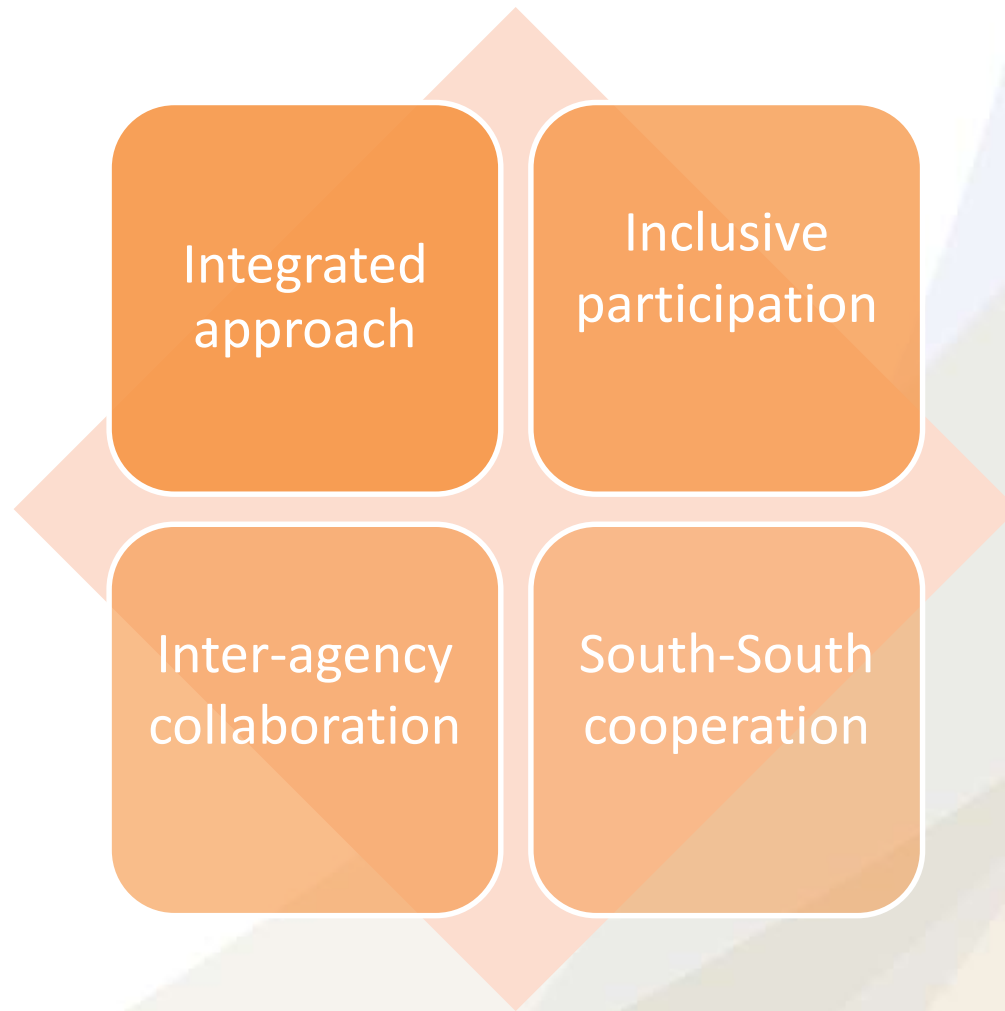 Integrated
approach
Inclusive
participation
Inter-agency
collaboration
South-South
cooperation